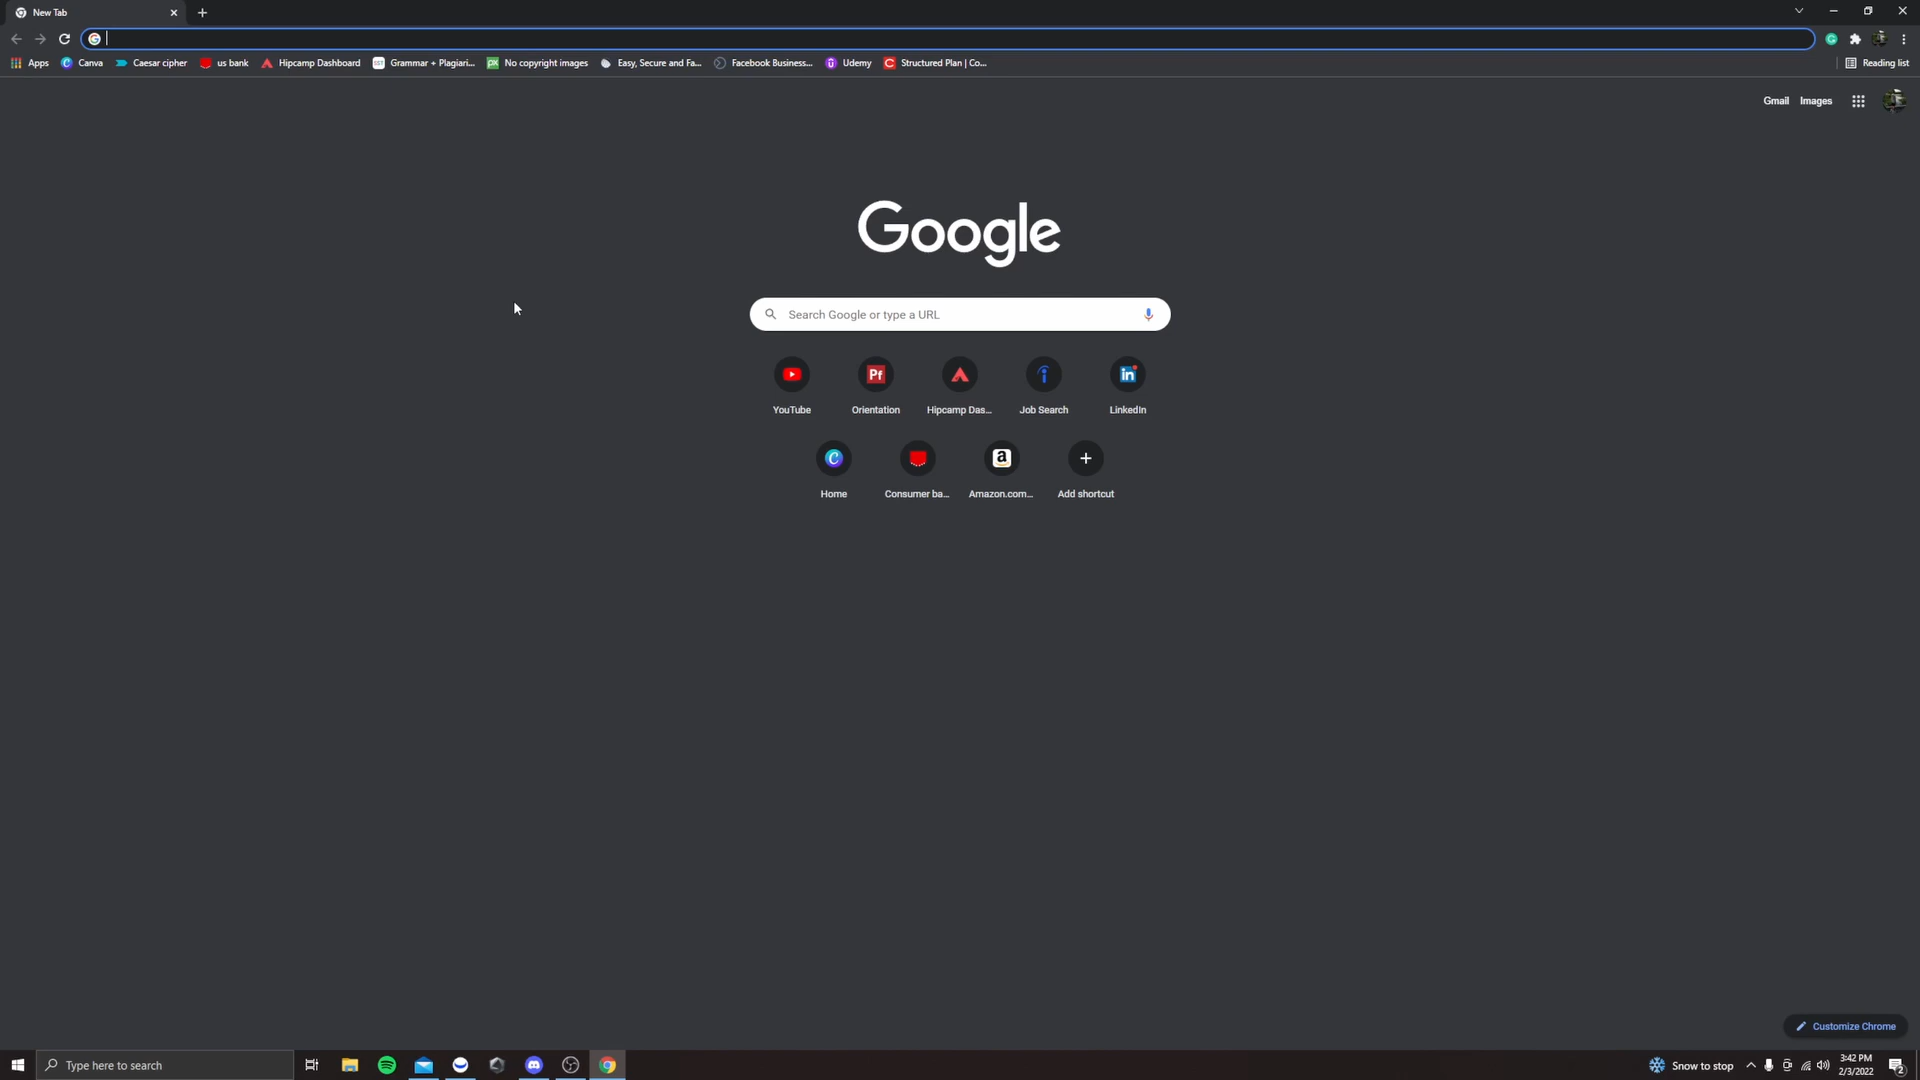 New Tab
Apps Canva Caesar cipher us bank Hipcamp Dashboard Grammar + Plagiari... No copyright images Easy, Secure and Fa... Facebook Business... Udemy Structured Plan | Co... Reading list
Gmail Images
Google
Search Google or type a URL
YouTube Orientation Hipcamp Das... Job Search LinkedIn
Home Consumer ba... Amazon.com... Add shortcut
Customize Chrome
Type here to search
Snow to stop
3:42 PM
2/3/2022
2